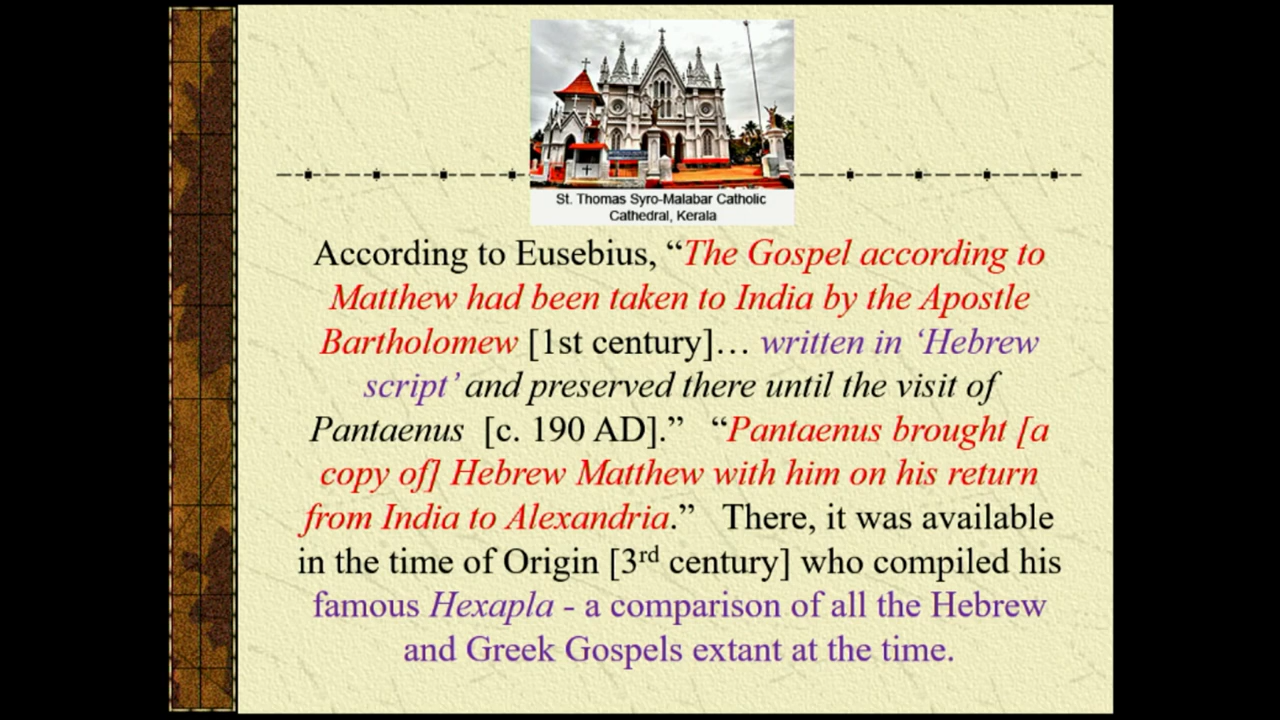 St. Thomas Syro-Malabar Catholic
Cathedral, Kerala
According to Eusebius, “The Gospel according to
Matthew had been taken to India by the Apostle
Bartholomew [1st century]… written in ‘Hebrew
script’ and preserved there until the visit of
Pantaenus [c. 190 AD].” “Pantaenus brought [a
copy of] Hebrew Matthew with him on his return
from India to Alexandria.” There, it was available
in the time of Origin [3rd century] who compiled his
famous Hexapla - a comparison of all the Hebrew
and Greek Gospels extant at the time.